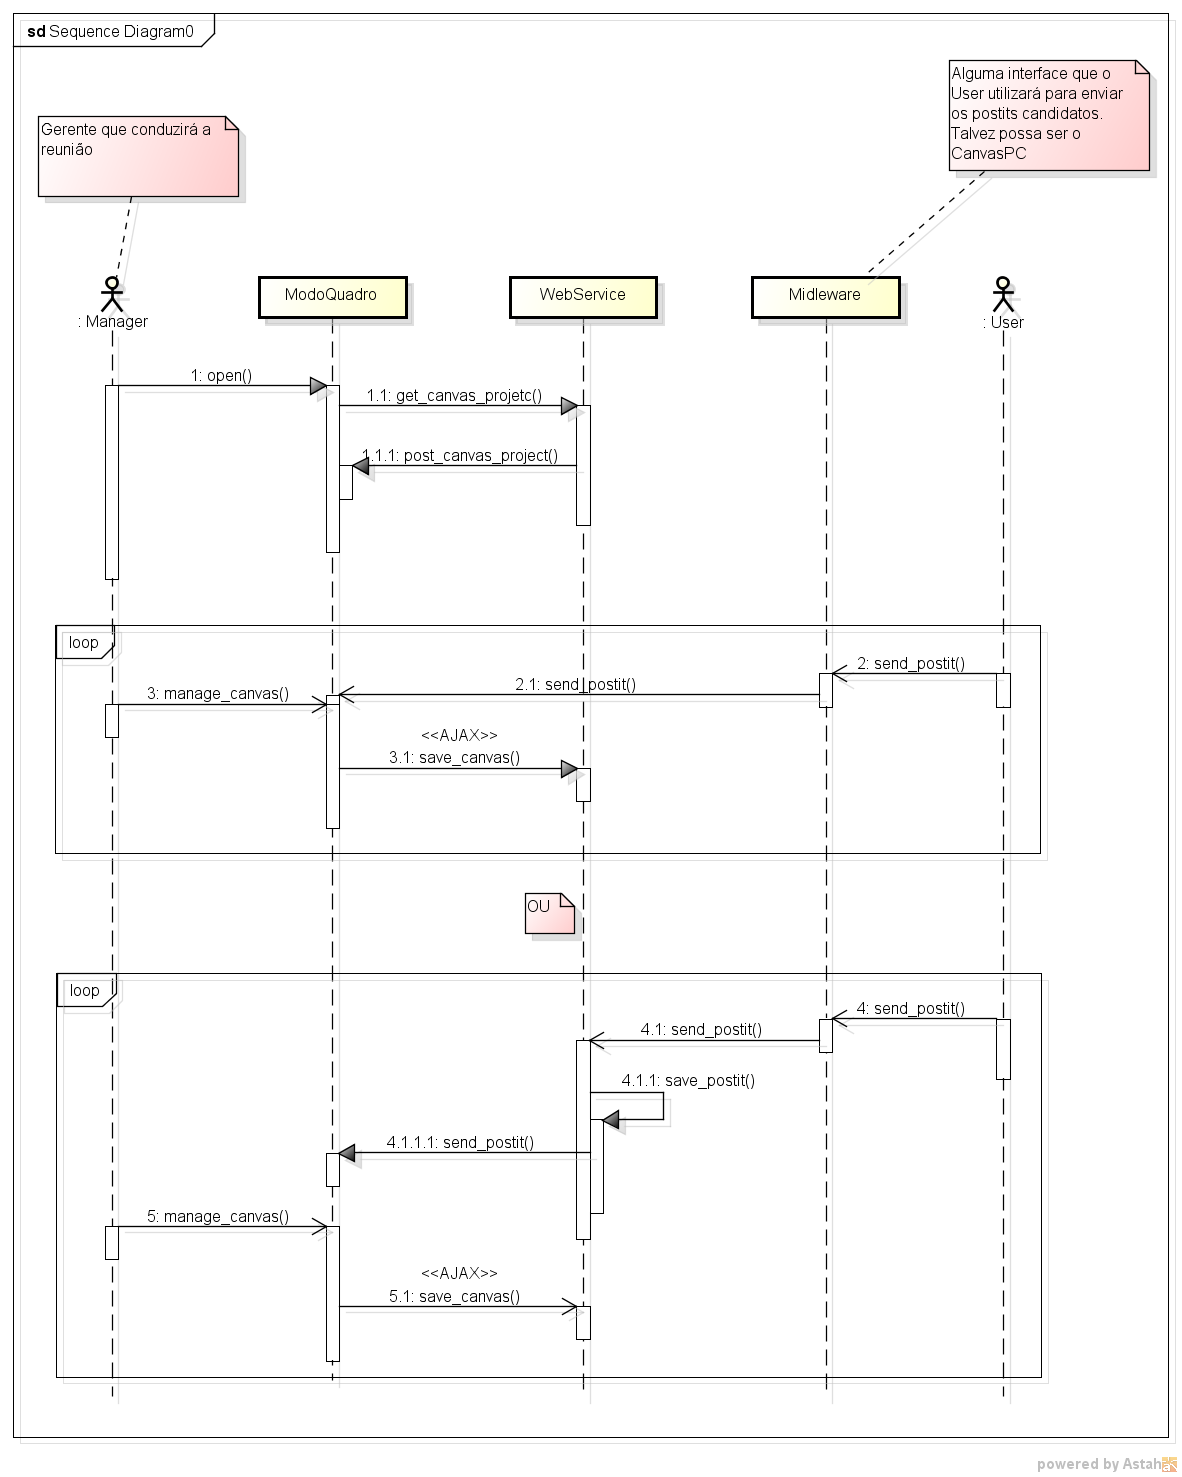 sd Sequence Diagram0
Alguma interface que o
User utilizará para enviar
os postits candidatos.
Talvez possa ser o
CanvasPC
Gerente que conduzirá a
reunião
: Manager
ModoQuadro
WebService
Midleware
: User
1: open()
1.1: get_canvas_projetc()
1.1.1: post_canvas_project()
loop
2: send_postit()
2.1: send_postit()
3: manage_canvas()
<<AJAX>>
3.1: save_canvas()
OU
loop
4: send_postit()
4.1: send_postit()
4.1.1: save_postit()
4.1.1.1: send_postit()
5: manage_canvas()
<<AJAX>>
5.1: save_canvas()
powered by Astah